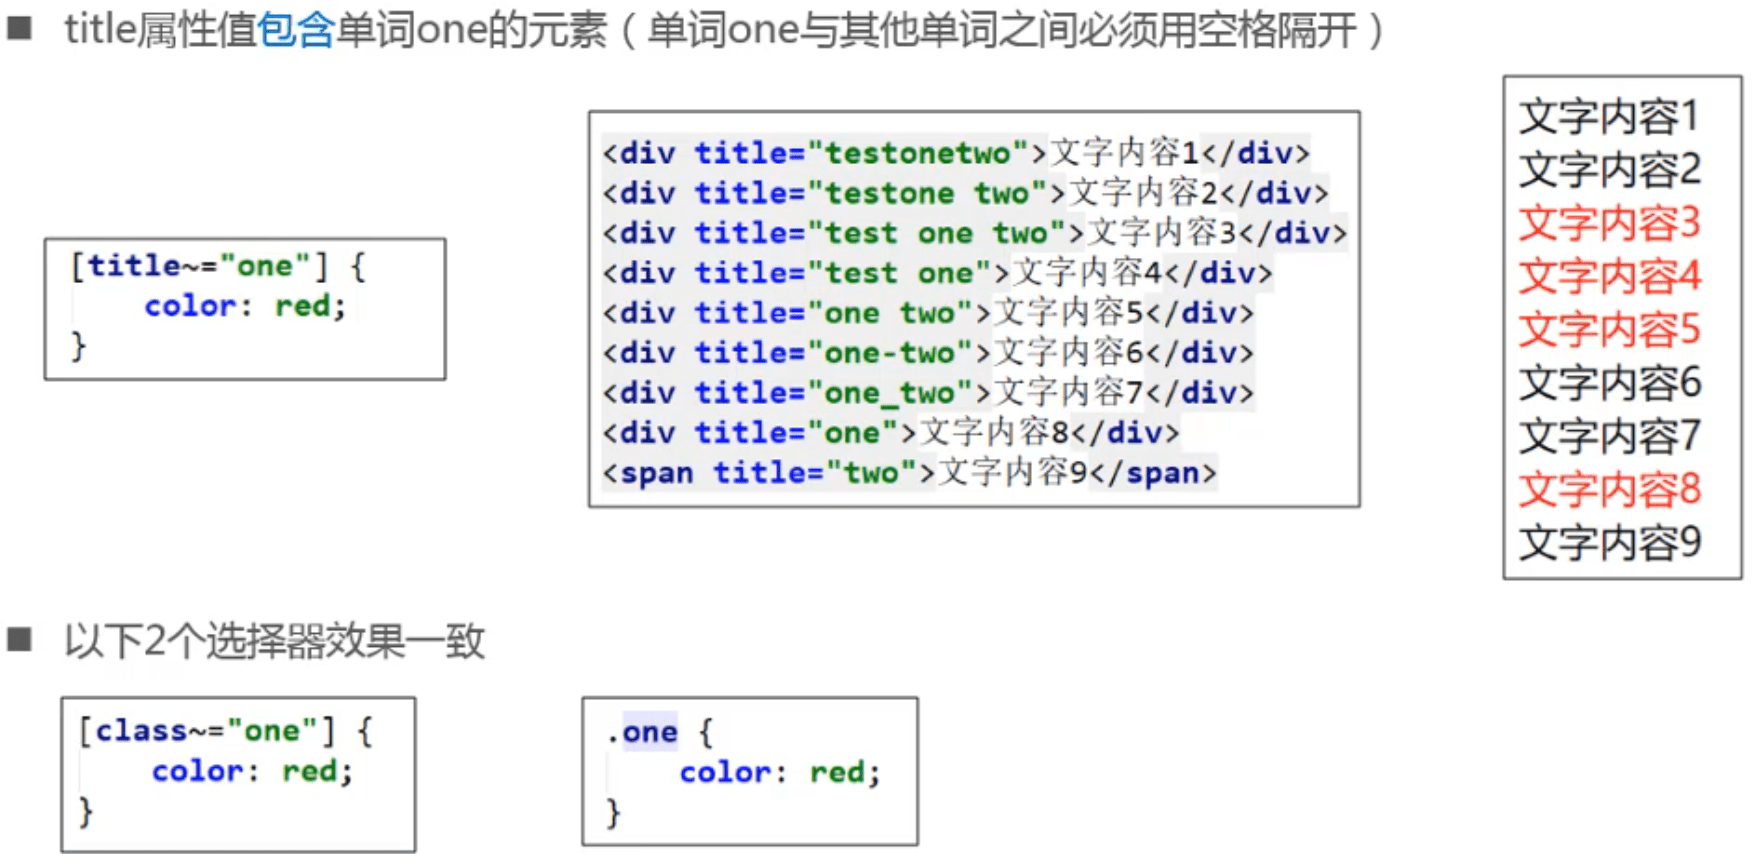 ■ title属性值包含单词one的元素（单词one与其他单词之间必须用空格隔开）
[title~="one"] {
    color: red;
}
<div title="testonetwo">文字内容1</div>
<div title="testone two">文字内容2</div>
<div title="test one two">文字内容3</div>
<div title="test one">文字内容4</div>
<div title="one two">文字内容5</div>
<div title="one-two">文字内容6</div>
<div title="one_two">文字内容7</div>
<div title="one">文字内容8</div>
<span title="two">文字内容9</span>
文字内容1
文字内容2
文字内容3
文字内容4
文字内容5
文字内容6
文字内容7
文字内容8
文字内容9
■ 以下2个选择器效果一致
[class~="one"] {
    color: red;
}
.one {
    color: red;
}